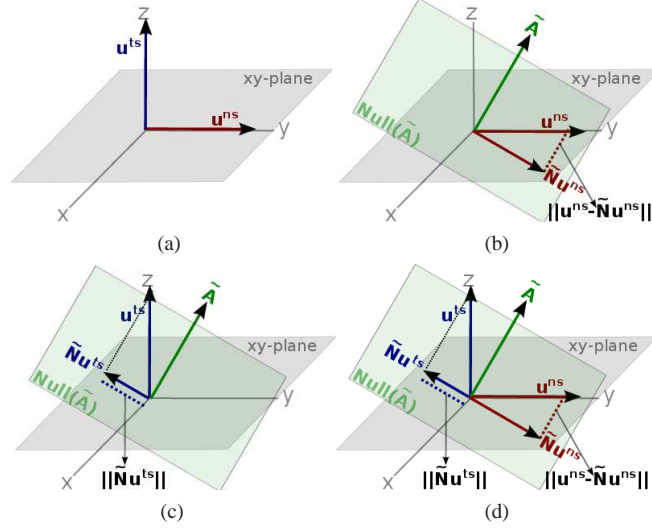 z
u^ts
xy-plane
u^ns
y
x
(a)
z
Ã
xy-plane
u^ns
y
Null(Ã)
Ñu^ns
x
||u^ns-Ñu^ns||
(b)
z
Ã
u^ts
xy-plane
Ñu^ts
Null(Ã)
y
x
||Ñu^ts||
(c)
z
Ã
u^ts
xy-plane
Ñu^ts
u^ns
Null(Ã)
y
Ñu^ns
x
||Ñu^ts||
||u^ns-Ñu^ns||
(d)